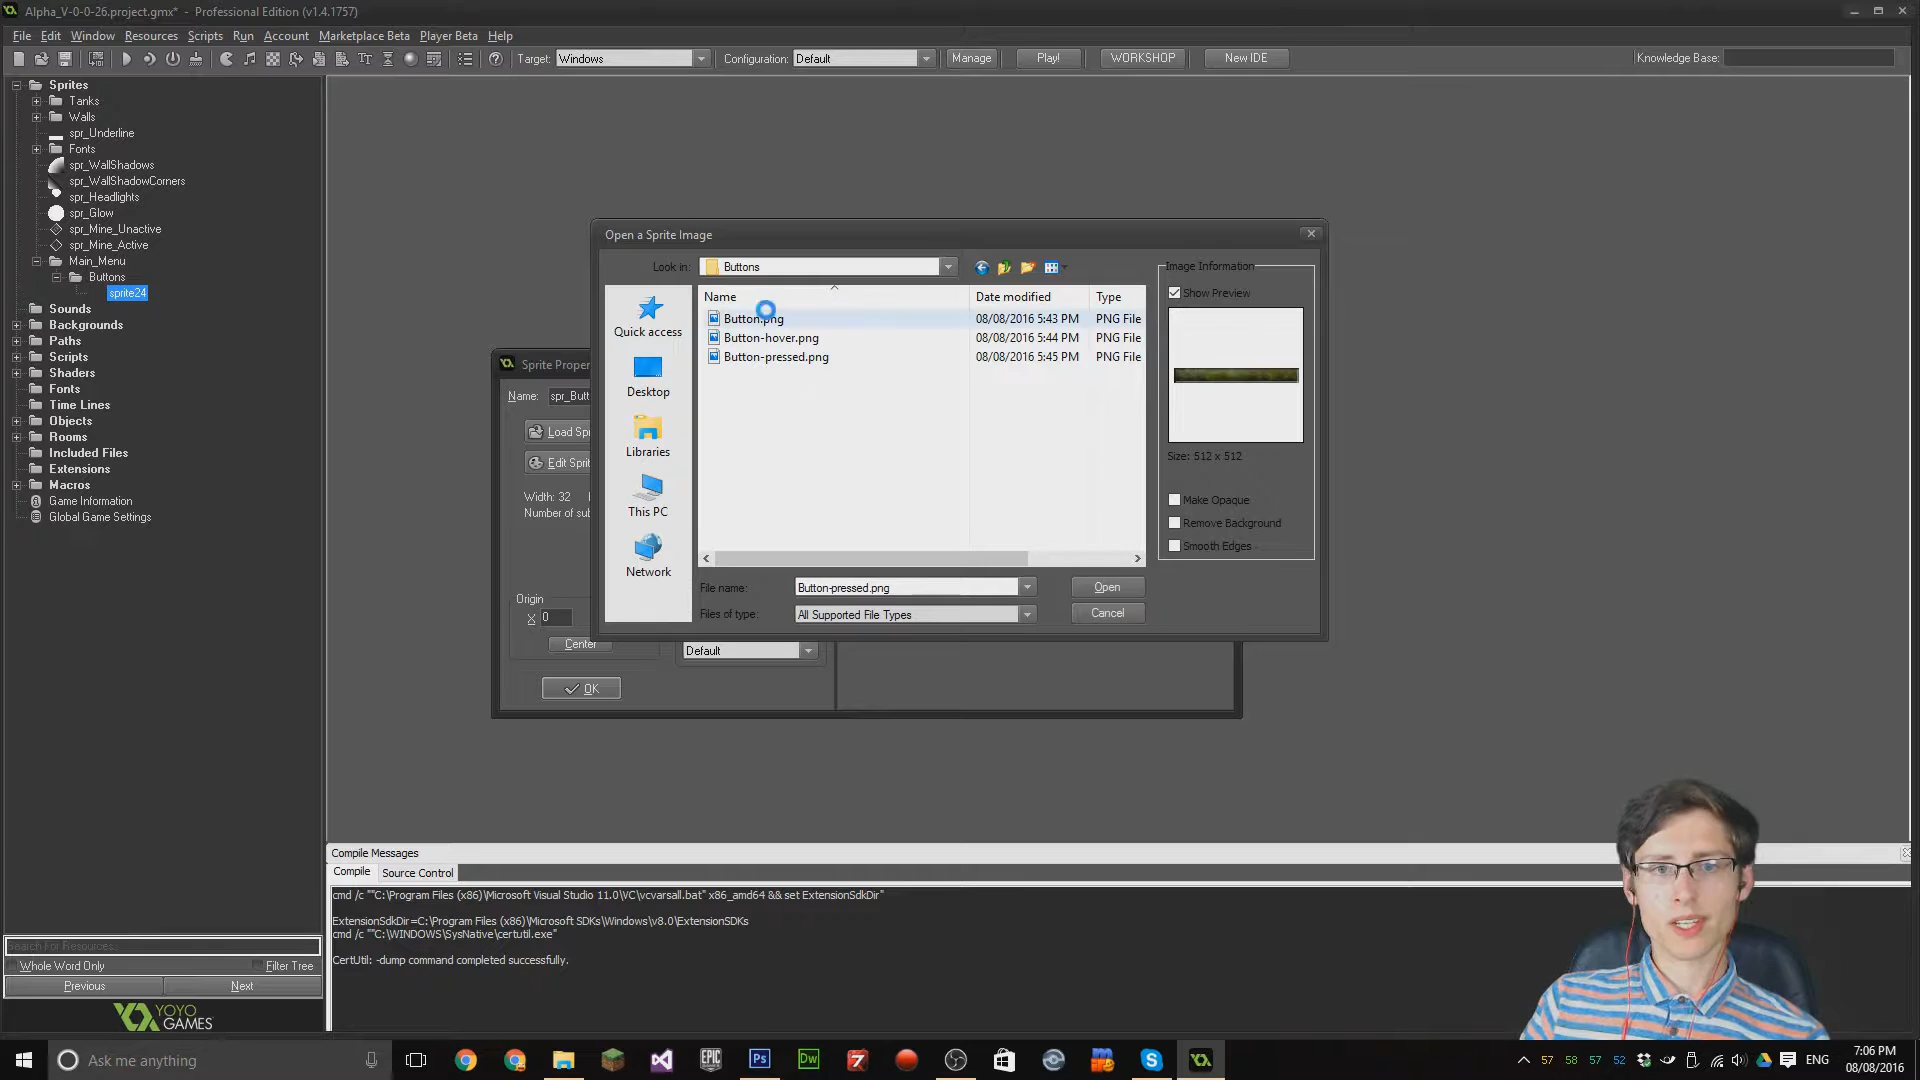 Alpha_V-0-0-26.project.gmx* - Professional Edition (v1.4.1757)
File Edit Window Resources Scripts Run Account Marketplace Beta Player Beta Help
Target: Windows Configuration: Default Manage Play! WORKSHOP New IDE Knowledge Base:
Sprites
Tanks
Walls
spr_Underline
Fonts
spr_WallShadows
spr_WallShadowCorners
spr_Headlights
spr_Glow
spr_Mine_Unactive
spr_Mine_Active
Main_Menu
Buttons
sprite24
Sounds
Backgrounds
Paths
Scripts
Shaders
Fonts
Time Lines
Objects
Rooms
Included Files
Extensions
Macros
Game Information
Global Game Settings
Search For Resources.
Whole Word Only Filter Tree
Previous Next
YOYO
GAMES
Sprite Proper
Name: spr_Butt
Load Spr
Edit Sprit
Width: 32
Number of sub
Origin
X 0
Center
Default
OK
Open a Sprite Image
Look in: Buttons
Quick access
Desktop
Libraries
This PC
Network
Name Date modified Type
Button.png 08/08/2016 5:43 PM PNG File
Button-hover.png 08/08/2016 5:44 PM PNG File
Button-pressed.png 08/08/2016 5:45 PM PNG File
File name: Button-pressed.png Open
Files of type: All Supported File Types Cancel
Image Information
Show Preview
Size: 512 x 512
Make Opaque
Remove Background
Smooth Edges
Compile Messages
Compile Source Control
cmd /c ""C:\Program Files (x86)\Microsoft Visual Studio 11.0\VC\vcvarsall.bat" x86_amd64 && set ExtensionSdkDir"
ExtensionSdkDir=C:\Program Files (x86)\Microsoft SDKs\Windows\v8.0\ExtensionSDKs
cmd /c ""C:\WINDOWS\SysNative\certutil.exe"
CertUtil: -dump command completed successfully.
Ask me anything
EPIC
GAMES
Ps
Dw
57 58 57 52
ENG
7:06 PM
08/08/2016